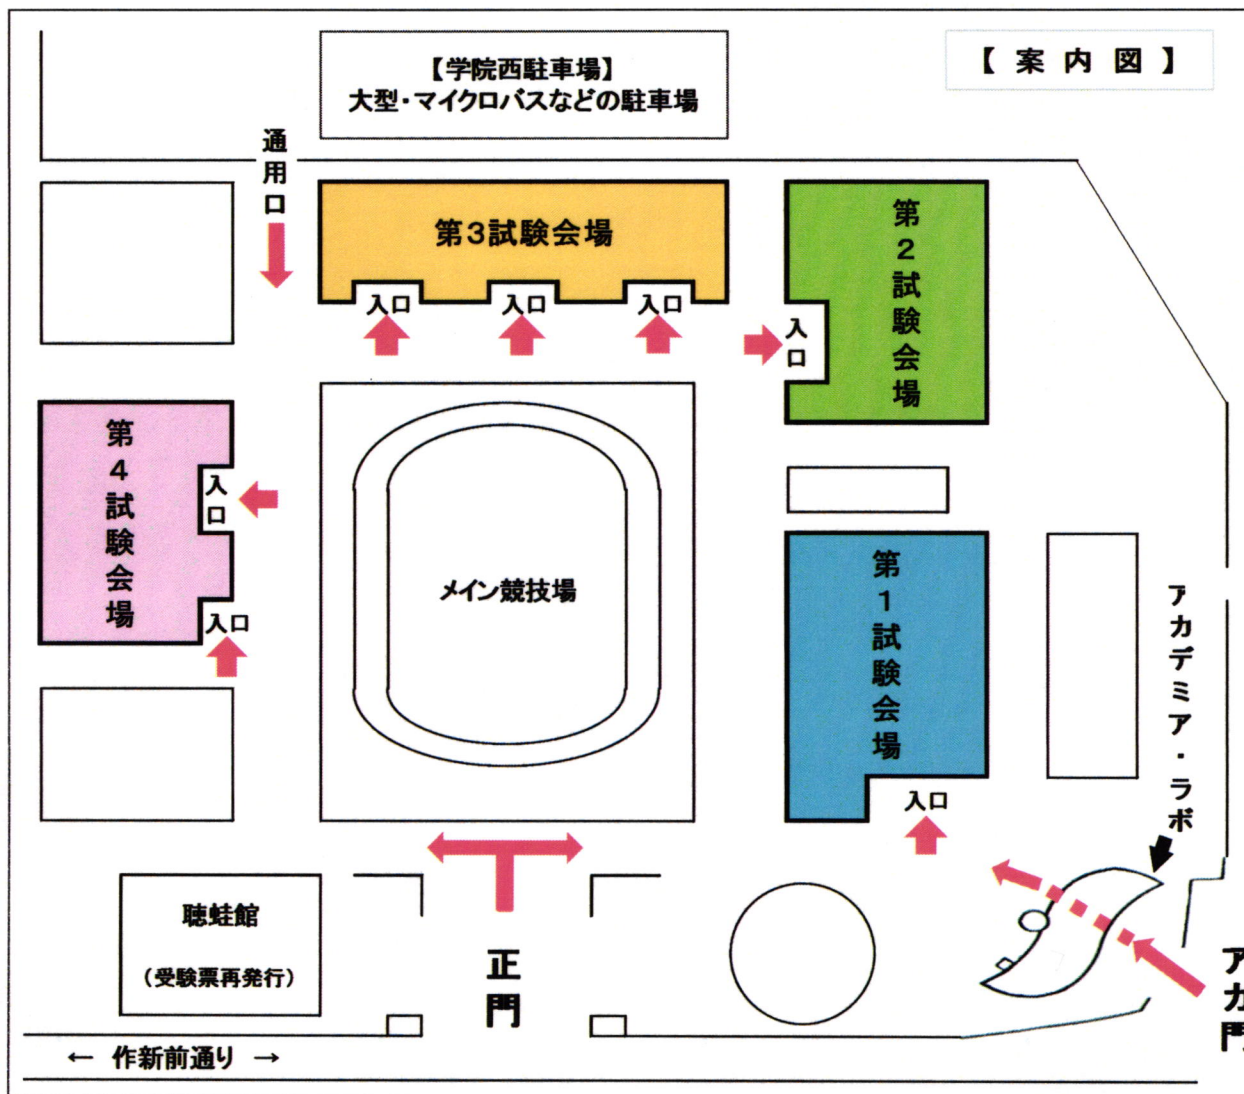 【案内図】
【学院西駐車場】
大型・マイクロバスなどの駐車場
通用口
第3試験会場
入口
入口
入口
第2試験会場
入口
第4試験会場
入口
入口
メイン競技場
第1試験会場
入口
アカデミア・ラボ
聴蛙館
（受験票再発行）
正門
アカ門
← 作新前通り →